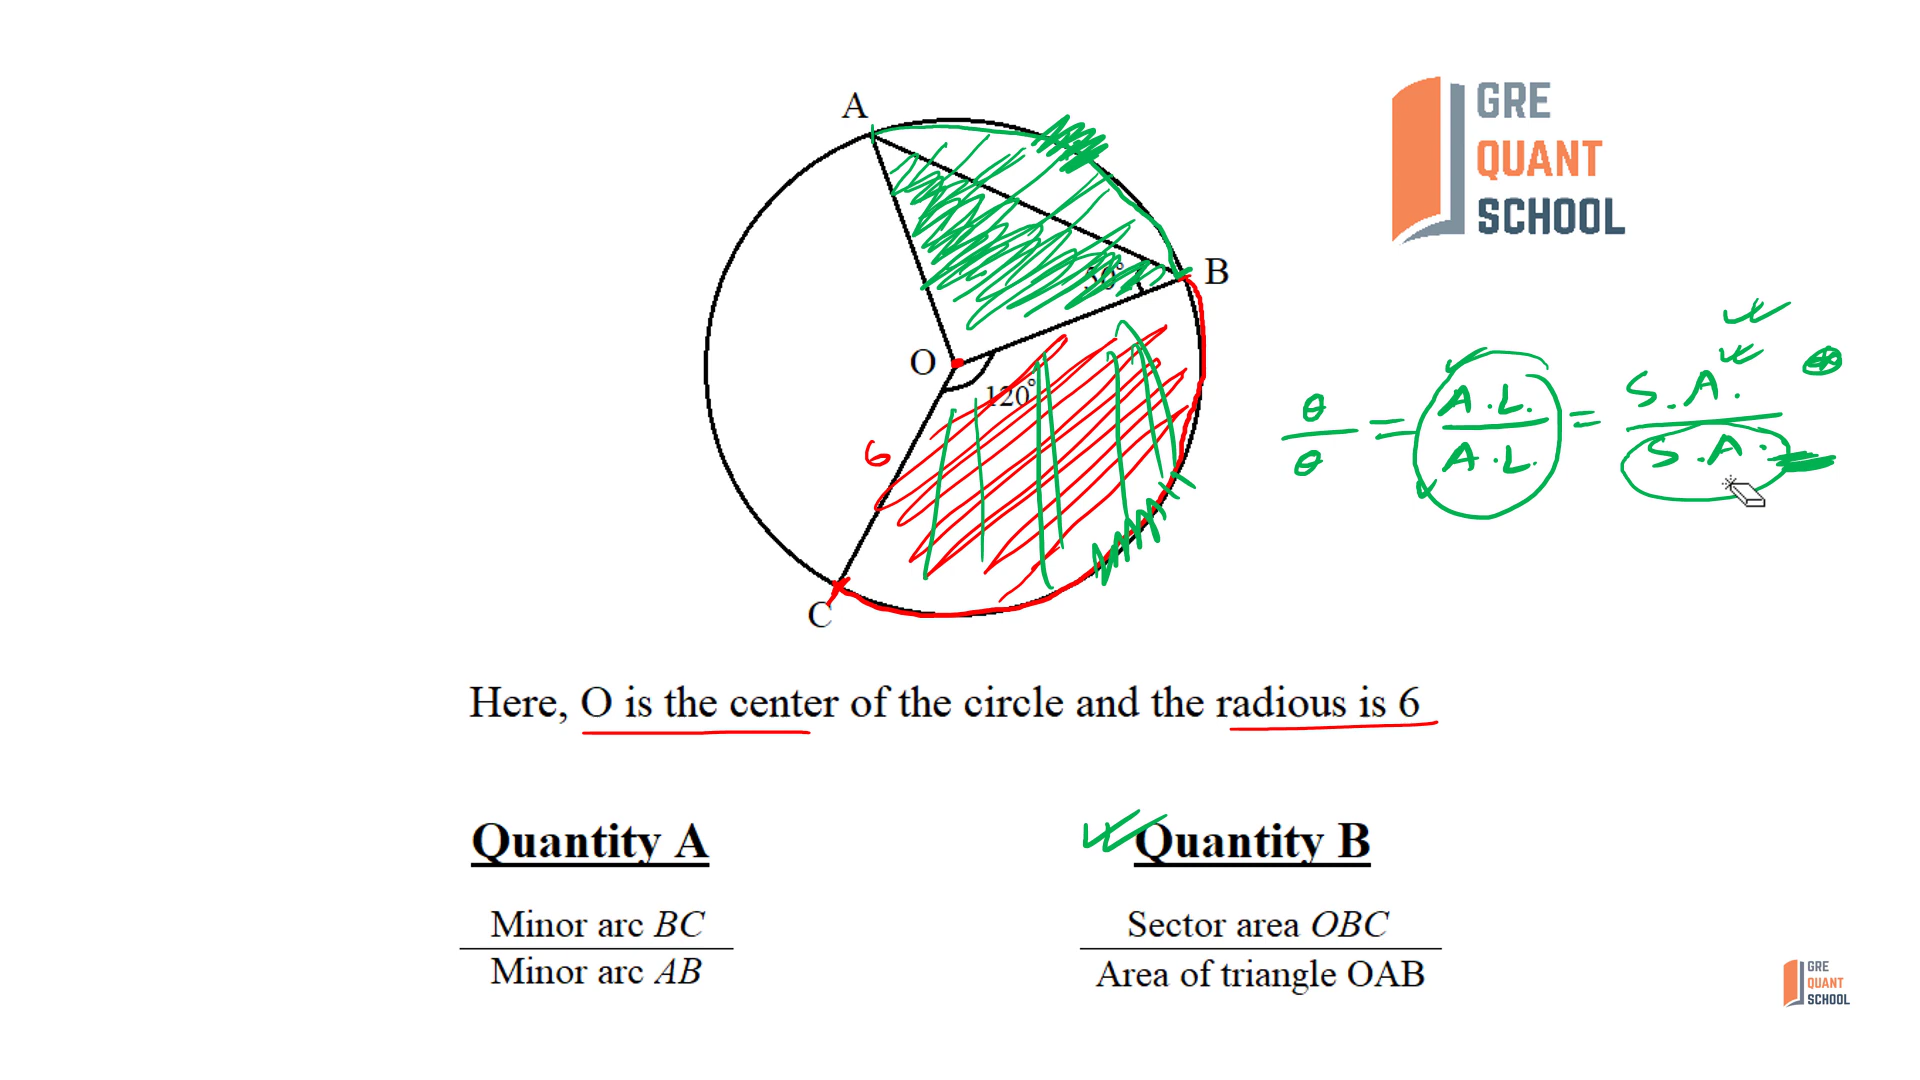 A
GRE
QUANT
SCHOOL
B
50°
O
120°
6
C
θ/θ = A.L./A.L. = S.A./S.A.
Here, O is the center of the circle and the radious is 6
Quantity A
Quantity B
Minor arc BC
Minor arc AB
Sector area OBC
Area of triangle OAB
GRE
QUANT
SCHOOL